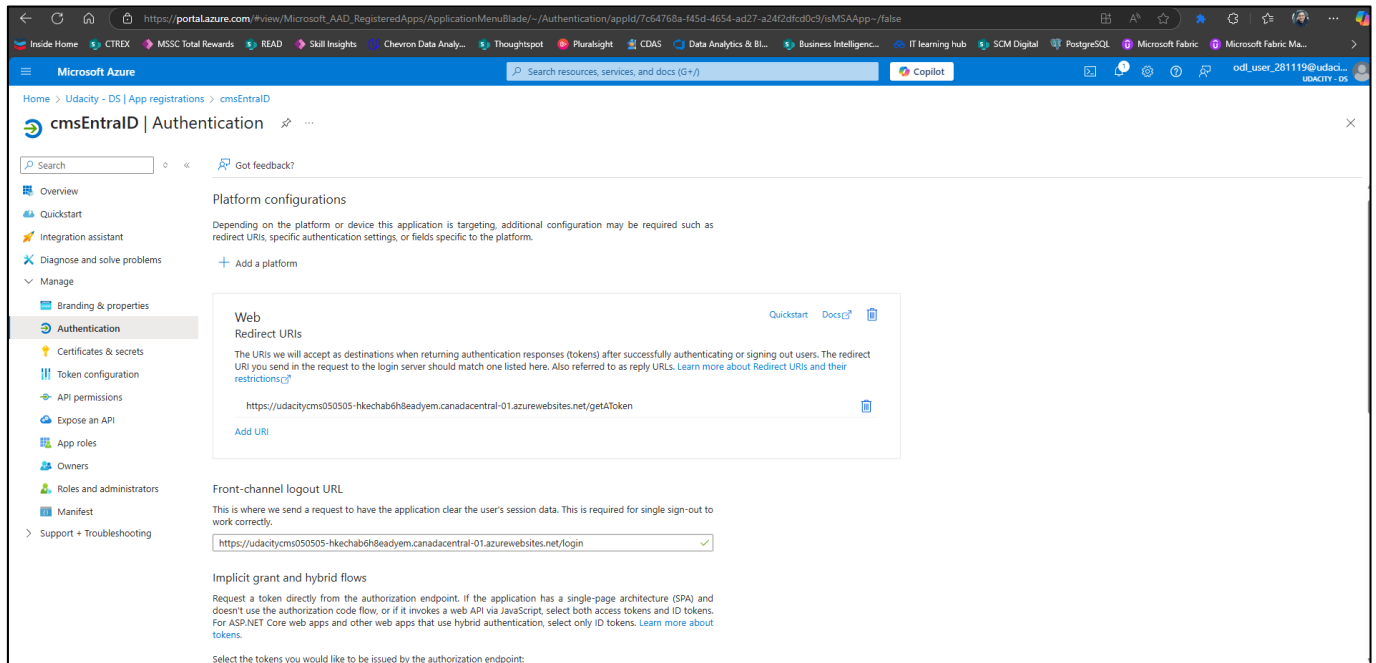 https://portal.azure.com/#view/Microsoft_AAD_RegisteredApps/ApplicationMenuBlade/~/Authentication/appId/7c64768a-f45d-4654-ad27-a24f2dfcd0c9/isMSAApp~/false
Inside Home CTREX MSSC Total Rewards READ Skill Insights Chevron Data Analy... Thoughtspot Pluralsight CDAS Data Analytics & BI... Business Intelligenc... IT learning hub SCM Digital PostgreSQL Microsoft Fabric Microsoft Fabric Ma...
Microsoft Azure
Search resources, services, and docs (G+/)
Copilot
1
odl_user_281119@udaci...
UDACITY - DS
Home > Udacity - DS | App registrations > cmsEntraID
cmsEntraID | Authentication
Search
Got feedback?
Overview
Quickstart
Integration assistant
Diagnose and solve problems
Manage
Branding & properties
Authentication
Certificates & secrets
Token configuration
API permissions
Expose an API
App roles
Owners
Roles and administrators
Manifest
Support + Troubleshooting
Platform configurations
Depending on the platform or device this application is targeting, additional configuration may be required such as
redirect URIs, specific authentication settings, or fields specific to the platform.
Add a platform
Web
Quickstart Docs
Redirect URIs
The URIs we will accept as destinations when returning authentication responses (tokens) after successfully authenticating or signing out users. The redirect
URI you send in the request to the login server should match one listed here. Also referred to as reply URLs. Learn more about Redirect URIs and their
restrictions
https://udacitycms050505-hkechab6h8eadyem.canadacentral-01.azurewebsites.net/getAToken
Add URI
Front-channel logout URL
This is where we send a request to have the application clear the user's session data. This is required for single sign-out to
work correctly.
https://udacitycms050505-hkechab6h8eadyem.canadacentral-01.azurewebsites.net/login
Implicit grant and hybrid flows
Request a token directly from the authorization endpoint. If the application has a single-page architecture (SPA) and
doesn't use the authorization code flow, or if it invokes a web API via JavaScript, select both access tokens and ID tokens.
For ASP.NET Core web apps and other web apps that use hybrid authentication, select only ID tokens. Learn more about
tokens.
Select the tokens you would like to be issued by the authorization endpoint: